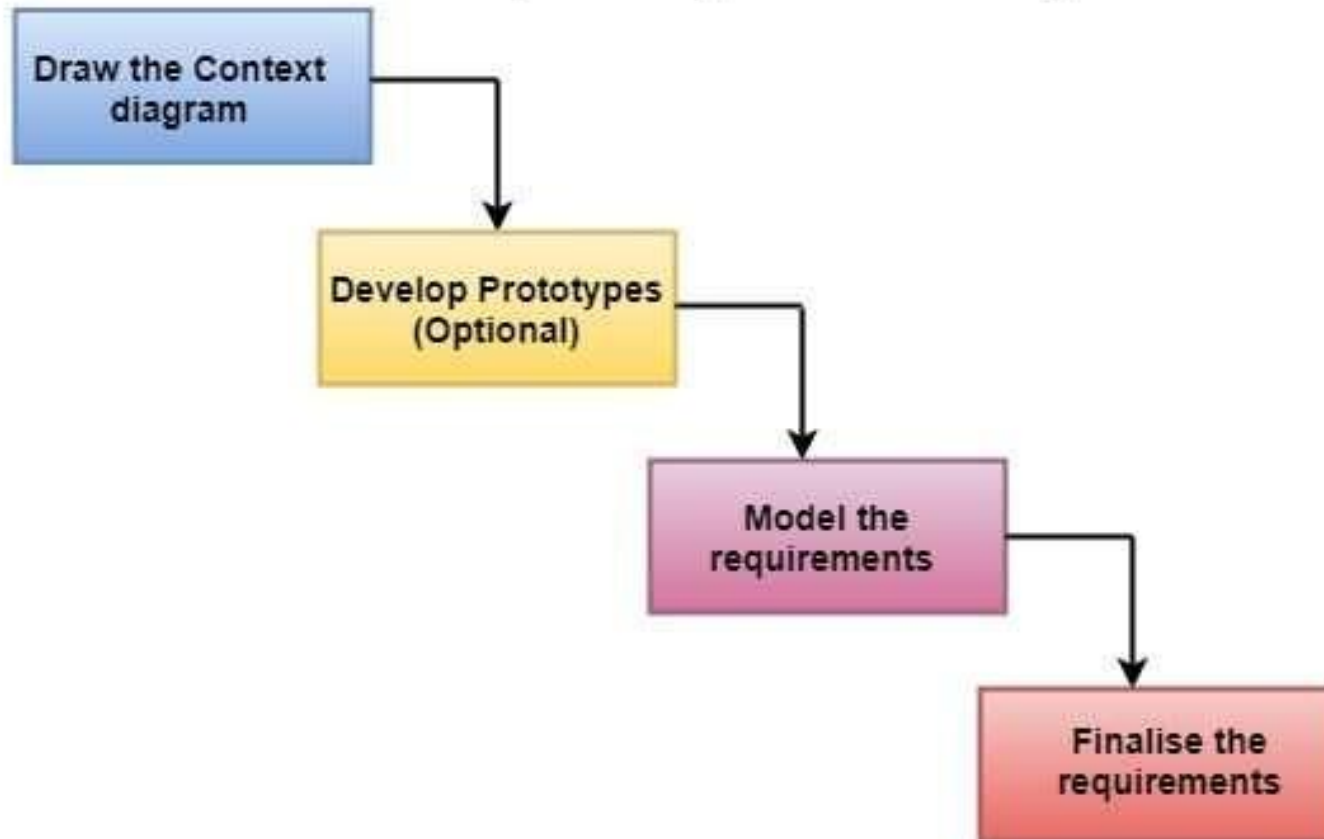 Draw the Context
diagram
Develop Prototypes
(Optional)
Model the
requirements
Finalise the
requirements